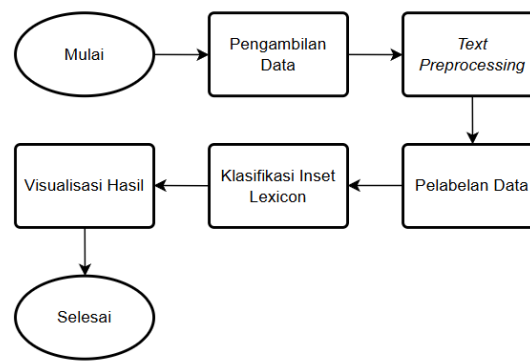 Mulai
Pengambilan
Data
Text
Preprocessing
Pelabelan Data
Klasifikasi Inset
Lexicon
Visualisasi Hasil
Selesai